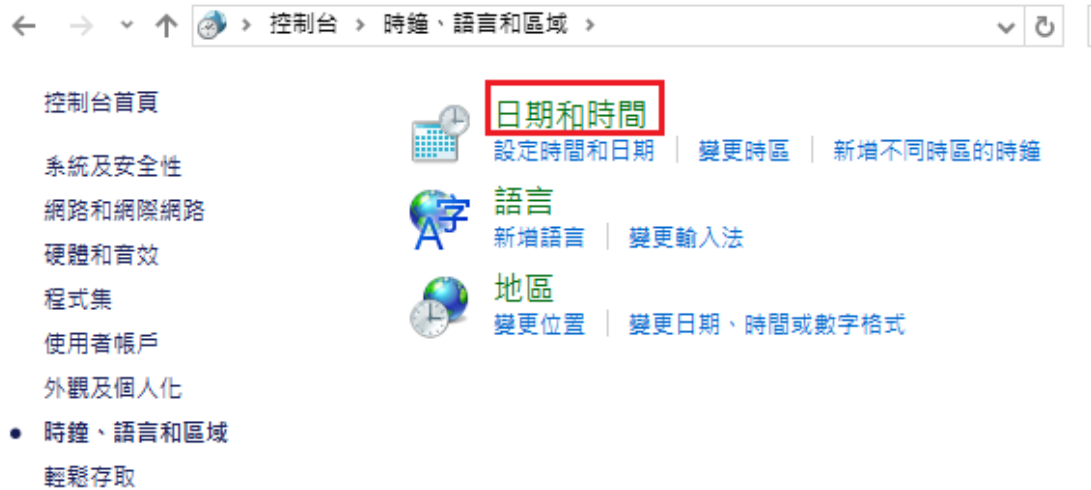 控制台 > 時鐘、語言和區域 >
控制台首頁
系統及安全性
網路和網際網路
硬體和音效
程式集
使用者帳戶
外觀及個人化
時鐘、語言和區域
輕鬆存取
日期和時間
設定時間和日期 | 變更時區 | 新增不同時區的時鐘
語言
新增語言 | 變更輸入法
地區
變更位置 | 變更日期、時間或數字格式